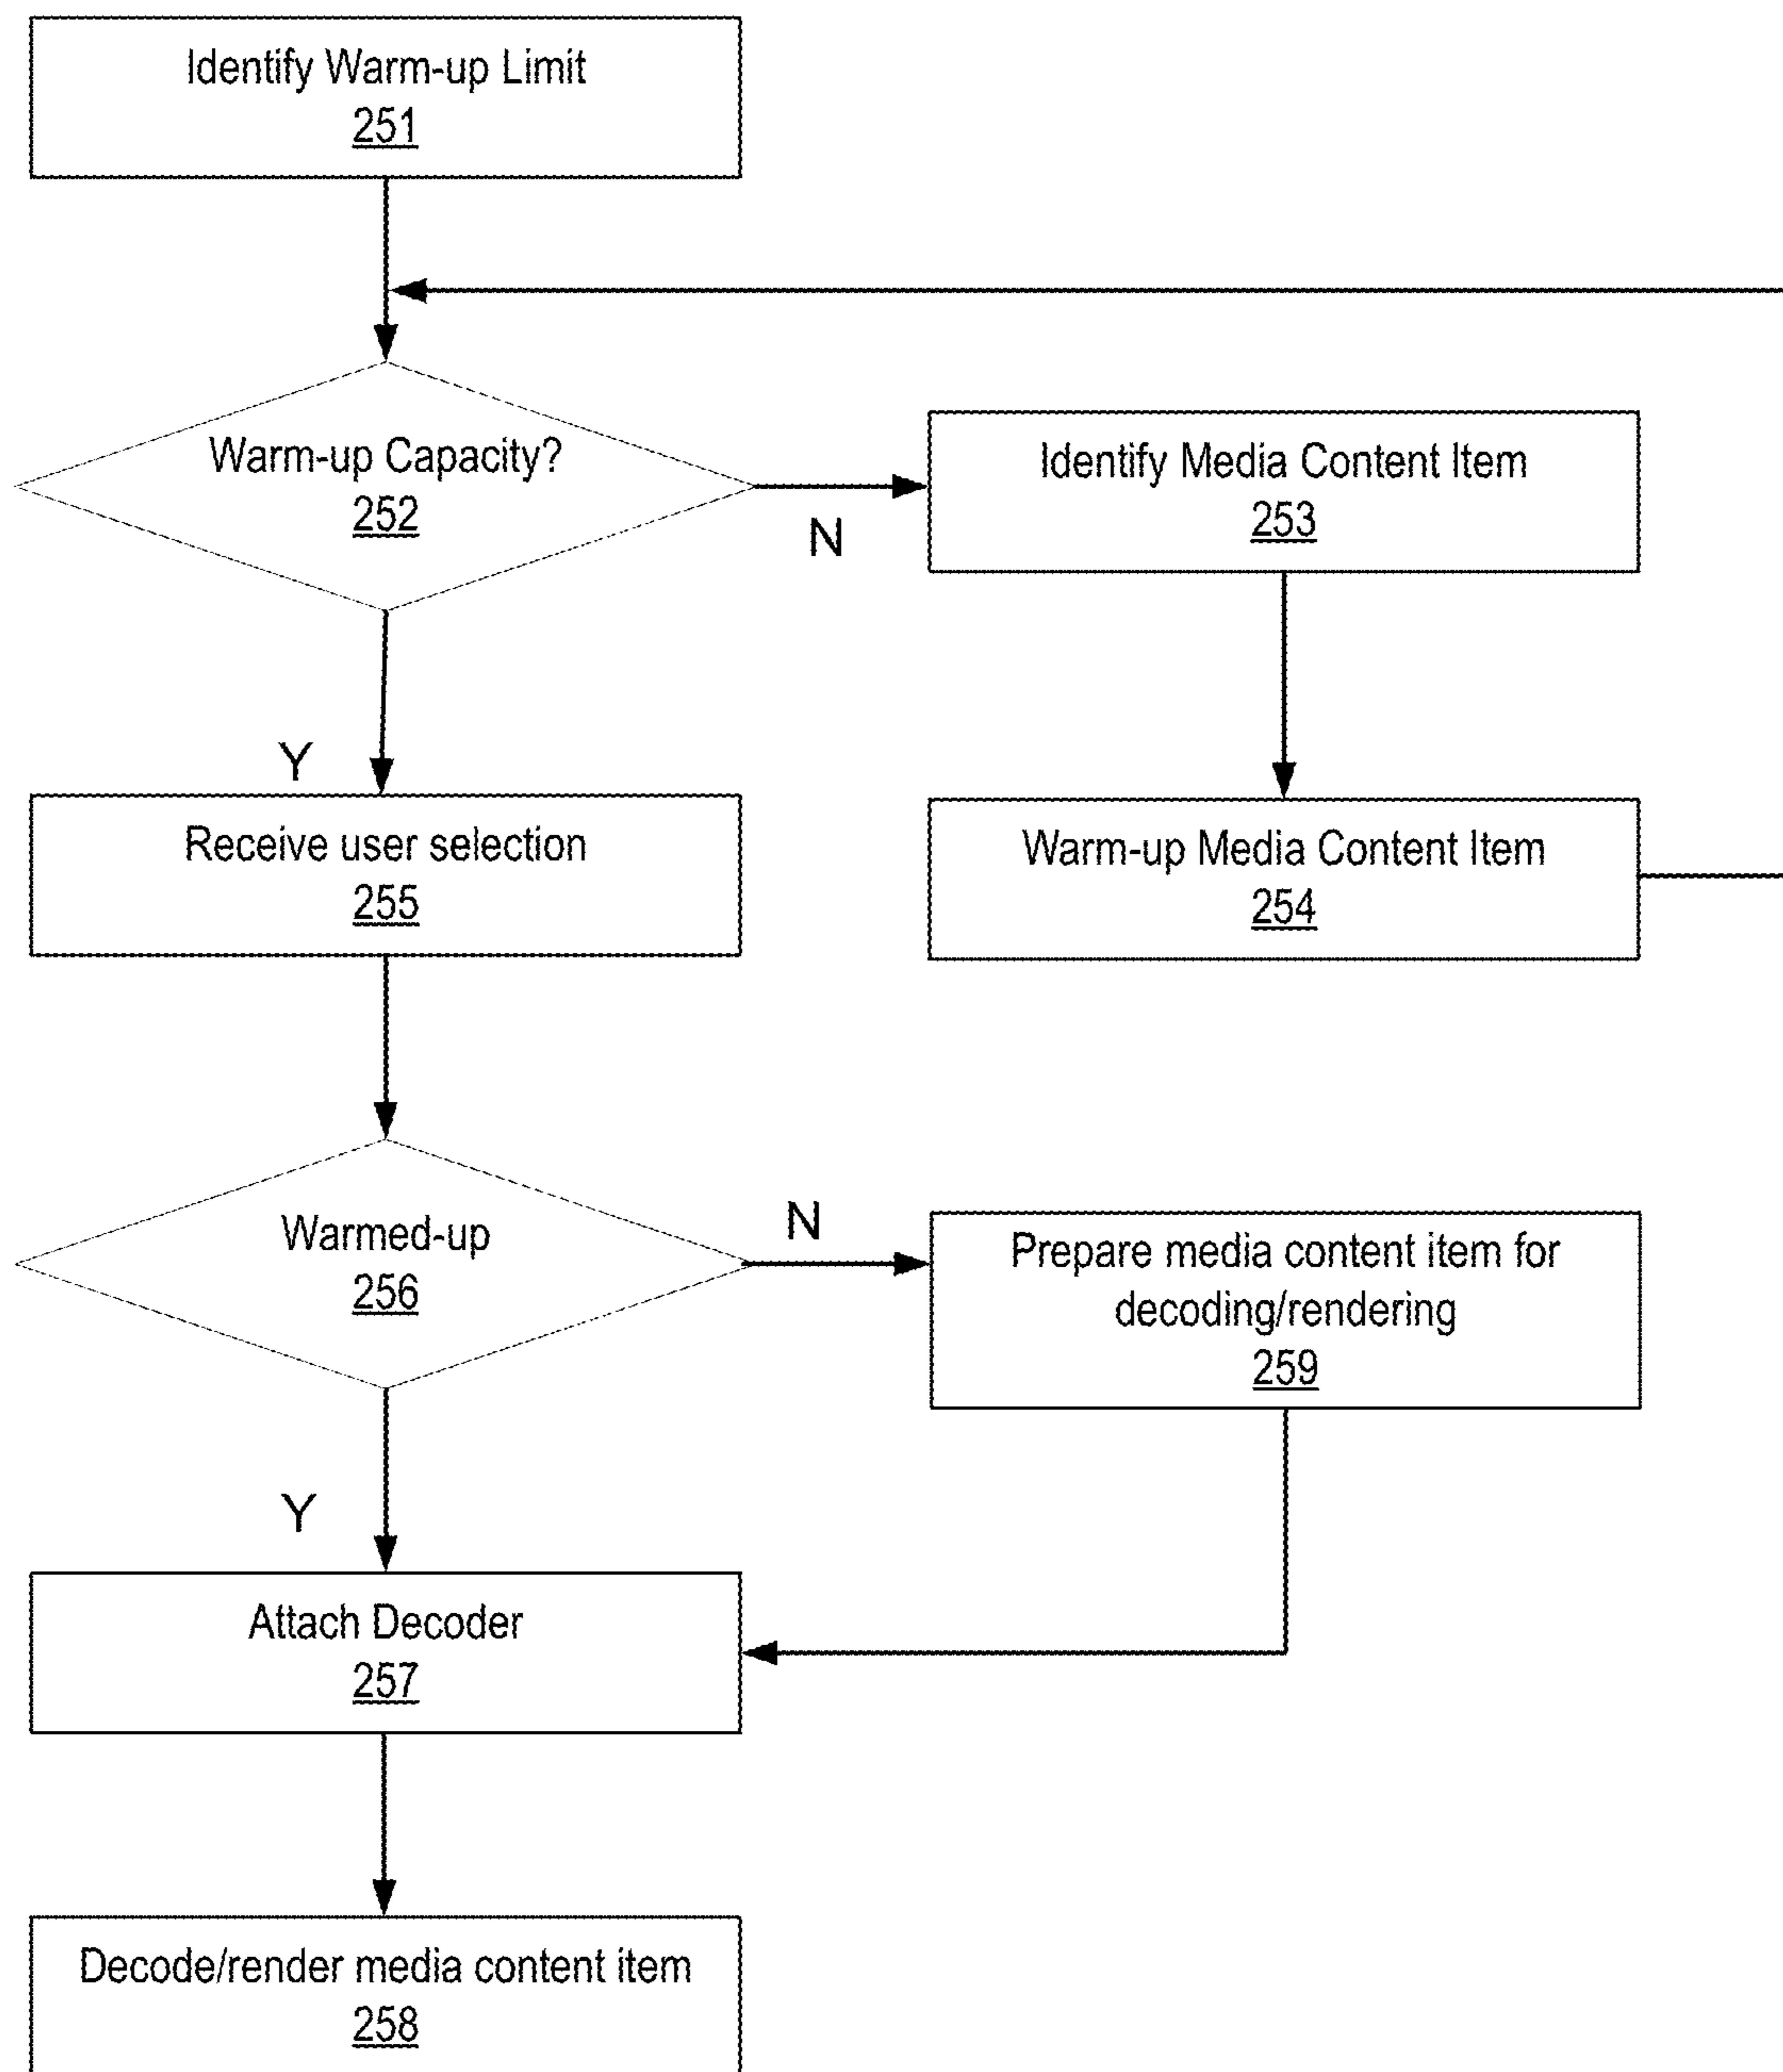 Identify Warm-up Limit
251
Warm-up Capacity?
252
N
Identify Media Content Item
253
Y
Receive user selection
255
Warm-up Media Content Item
254
Warmed-up
256
N
Prepare media content item for
decoding/rendering
259
Y
Attach Decoder
257
Decode/render media content item
258